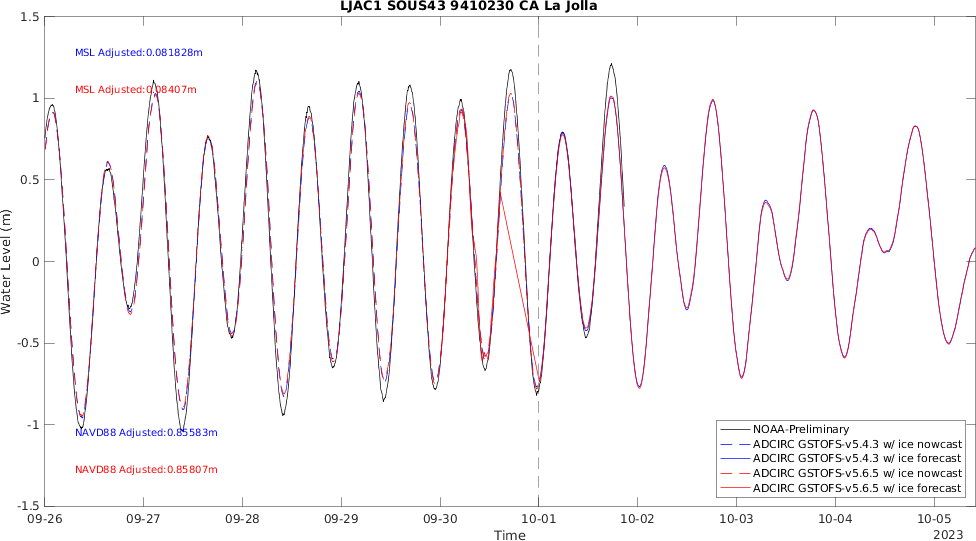 LJAC1 SOUS43 9410230 CA La Jolla
1.5
MSL Adjusted:0.081828m
MSL Adjusted:0.08407m
1
0.5
0
-0.5
-1
-1.5
Water Level (m)
NAVD88 Adjusted:0.85583m
NAVD88 Adjusted:0.85807m
NOAA-Preliminary
ADCIRC GSTOFS-v5.4.3 w/ ice nowcast
ADCIRC GSTOFS-v5.4.3 w/ ice forecast
ADCIRC GSTOFS-v5.6.5 w/ ice nowcast
ADCIRC GSTOFS-v5.6.5 w/ ice forecast
09-26 09-27 09-28 09-29 09-30 10-01 10-02 10-03 10-04 10-05
Time
2023